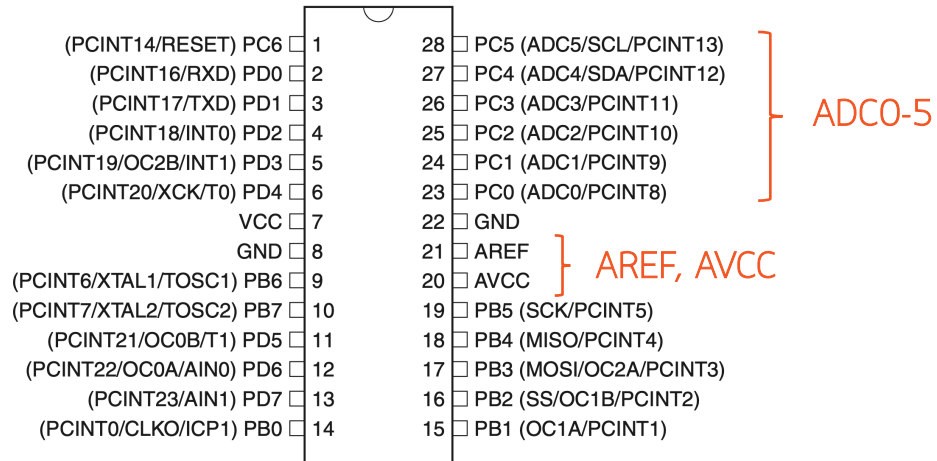 (PCINT14/RESET) PC6 1 28 PC5 (ADC5/SCL/PCINT13)
(PCINT16/RXD) PD0 2 27 PC4 (ADC4/SDA/PCINT12)
(PCINT17/TXD) PD1 3 26 PC3 (ADC3/PCINT11)
ADC0-5
(PCINT18/INT0) PD2 4 25 PC2 (ADC2/PCINT10)
(PCINT19/OC2B/INT1) PD3 5 24 PC1 (ADC1/PCINT9)
(PCINT20/XCK/T0) PD4 6 23 PC0 (ADC0/PCINT8)
VCC 7 22 GND
GND 8 21 AREF
AREF, AVCC
(PCINT6/XTAL1/TOSC1) PB6 9 20 AVCC
(PCINT7/XTAL2/TOSC2) PB7 10 19 PB5 (SCK/PCINT5)
(PCINT21/OC0B/T1) PD5 11 18 PB4 (MISO/PCINT4)
(PCINT22/OC0A/AIN0) PD6 12 17 PB3 (MOSI/OC2A/PCINT3)
(PCINT23/AIN1) PD7 13 16 PB2 (SS/OC1B/PCINT2)
(PCINT0/CLKO/ICP1) PB0 14 15 PB1 (OC1A/PCINT1)